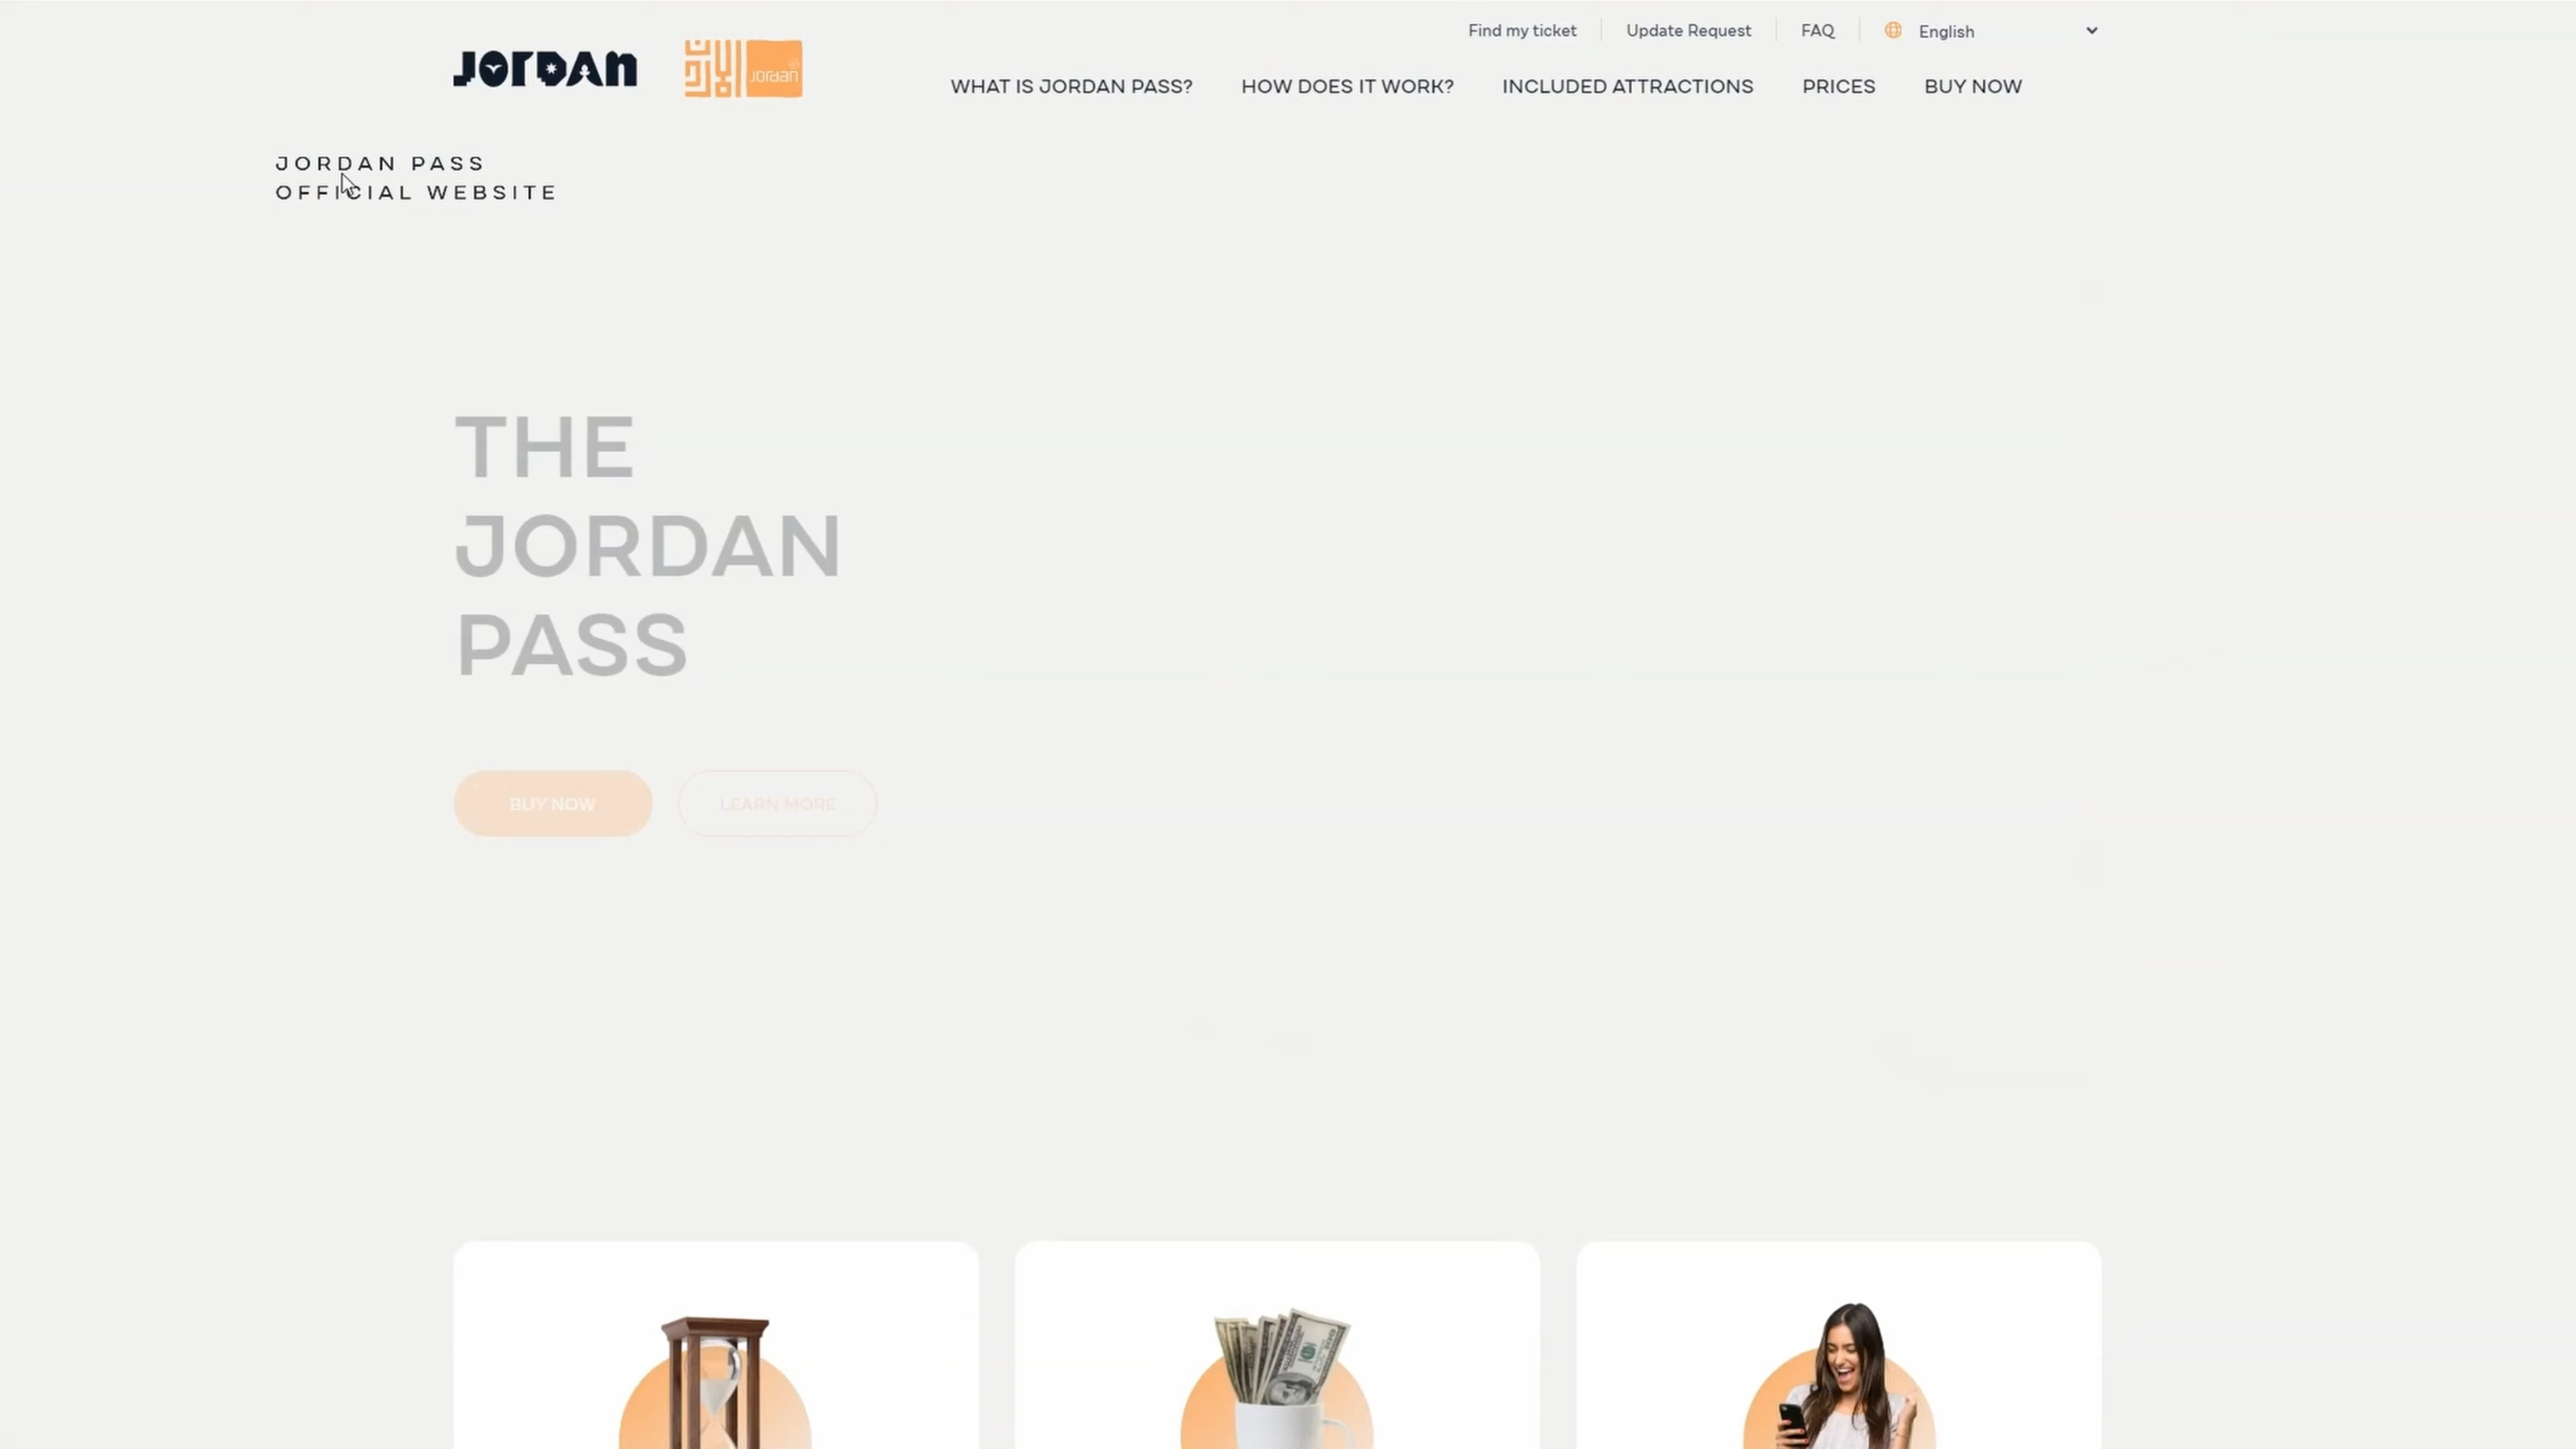 Find my ticket
Update Request
FAQ
English
JORDAN
Jordan
WHAT IS JORDAN PASS?
HOW DOES IT WORK?
INCLUDED ATTRACTIONS
PRICES
BUY NOW
JORDAN PASS
OFFICIAL WEBSITE
THE
JORDAN
PASS
BUY NOW
LEARN MORE